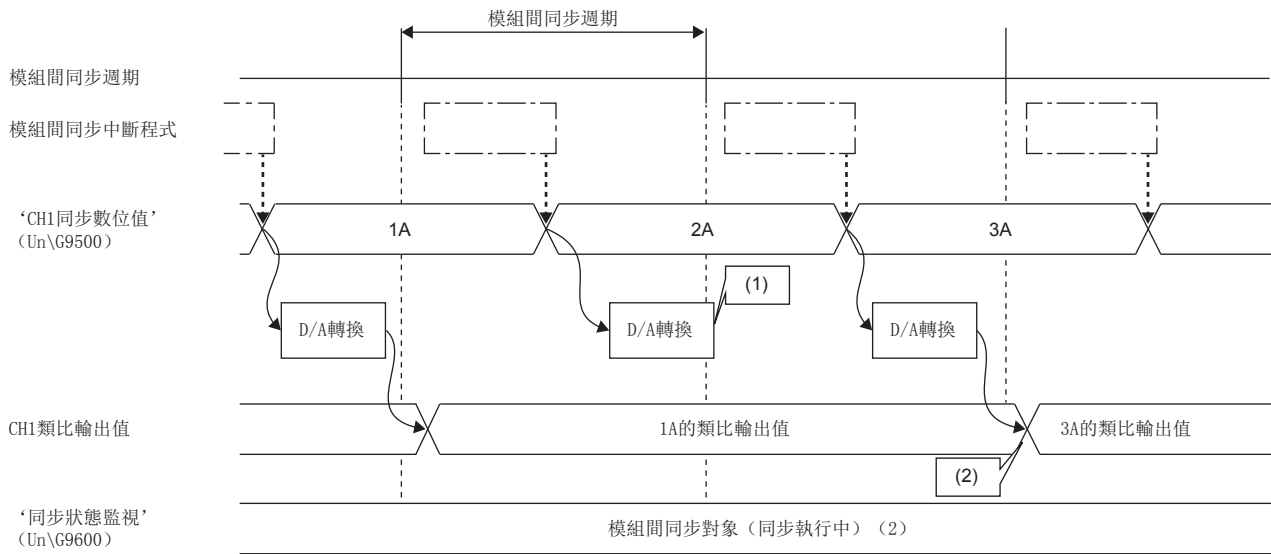 模組間同步週期
模組間同步週期
模組間同步中斷程式
‘CH1同步數位值’
（Un\G9500）
1A
2A
3A
(1)
D/A轉換
D/A轉換
D/A轉換
CH1類比輸出值
1A的類比輸出值
3A的類比輸出值
(2)
‘同步狀態監視’
（Un\G9600）
模組間同步對象（同步執行中）（2）